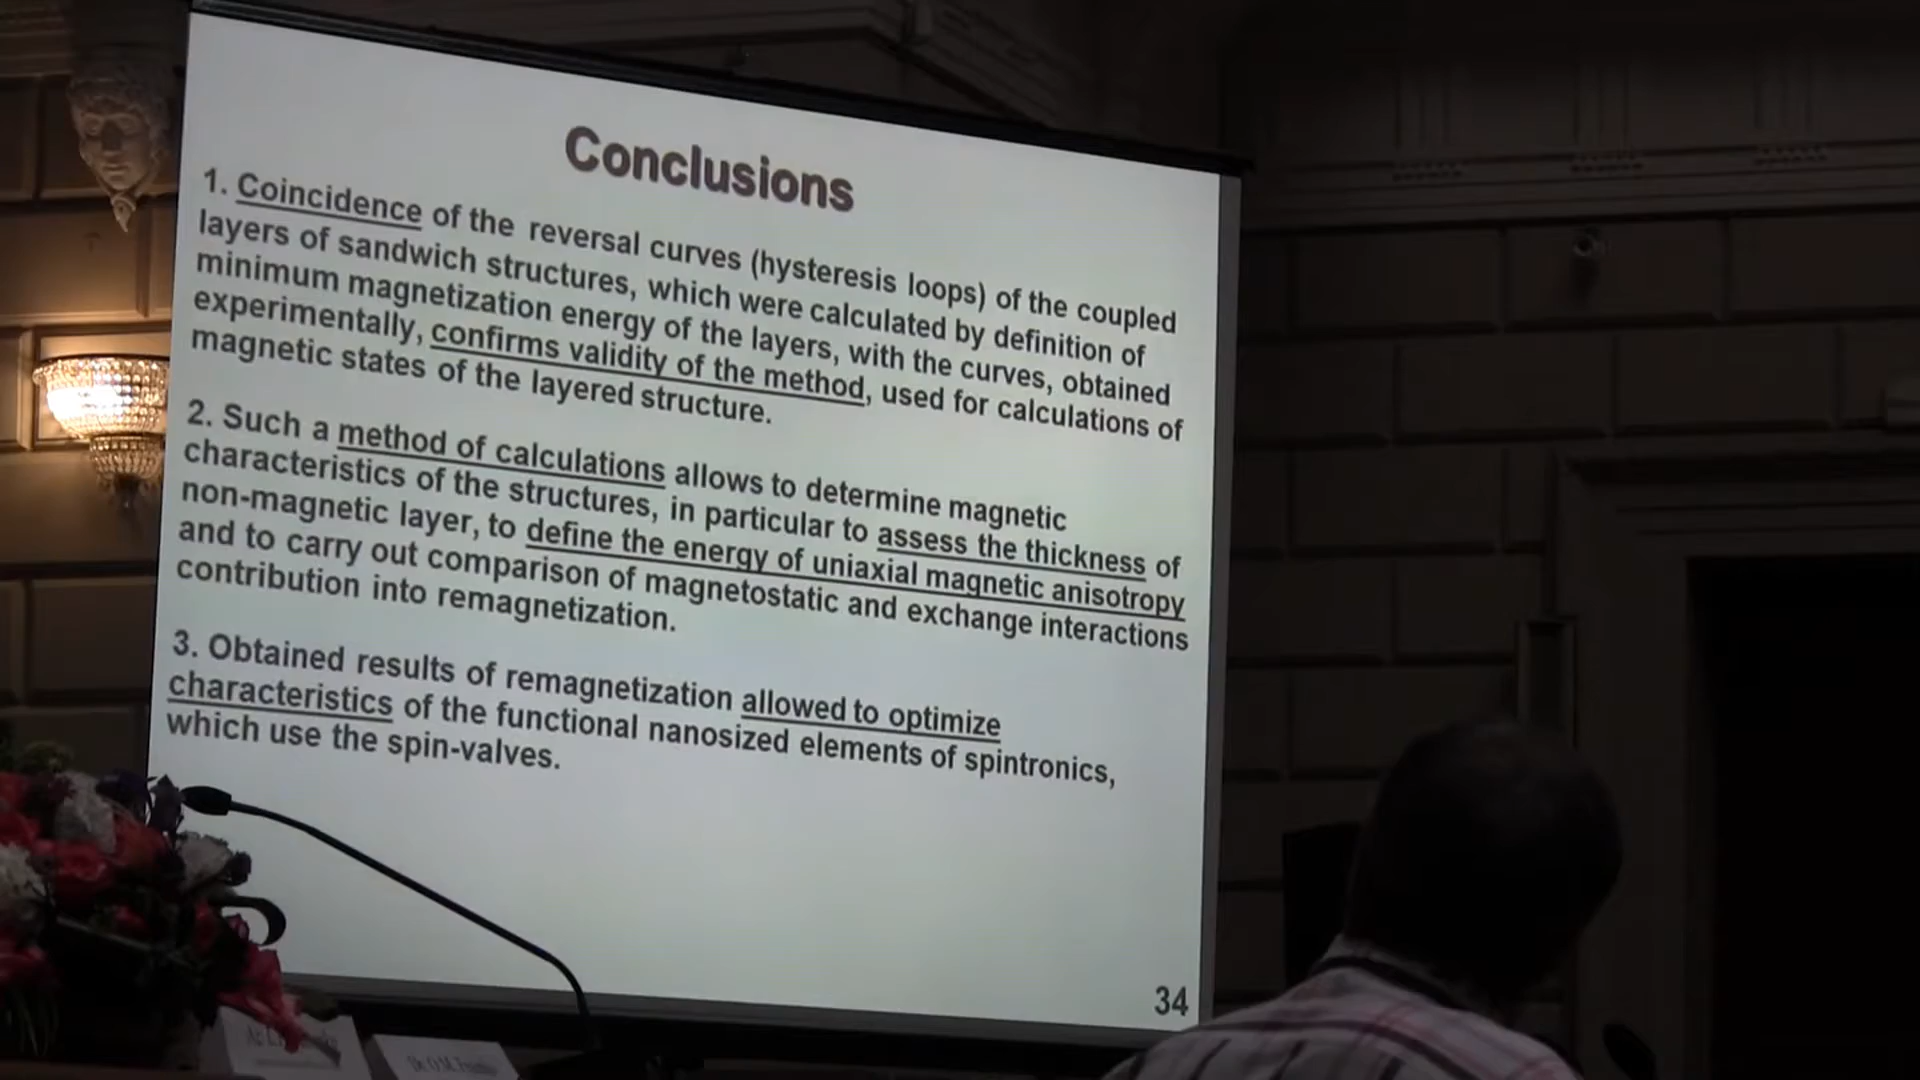 Conclusions
1. Coincidence of the reversal curves (hysteresis loops) of the coupled
layers of sandwich structures, which were calculated by definition of
minimum magnetization energy of the layers, with the curves, obtained
experimentally, confirms validity of the method, used for calculations of
magnetic states of the layered structure.
2. Such a method of calculations allows to determine magnetic
characteristics of the structures, in particular to assess the thickness of
non-magnetic layer, to define the energy of uniaxial magnetic anisotropy
and to carry out comparison of magnetostatic and exchange interactions
contribution into remagnetization.
3. Obtained results of remagnetization allowed to optimize
characteristics of the functional nanosized elements of spintronics,
which use the spin-valves.
34
Dr.